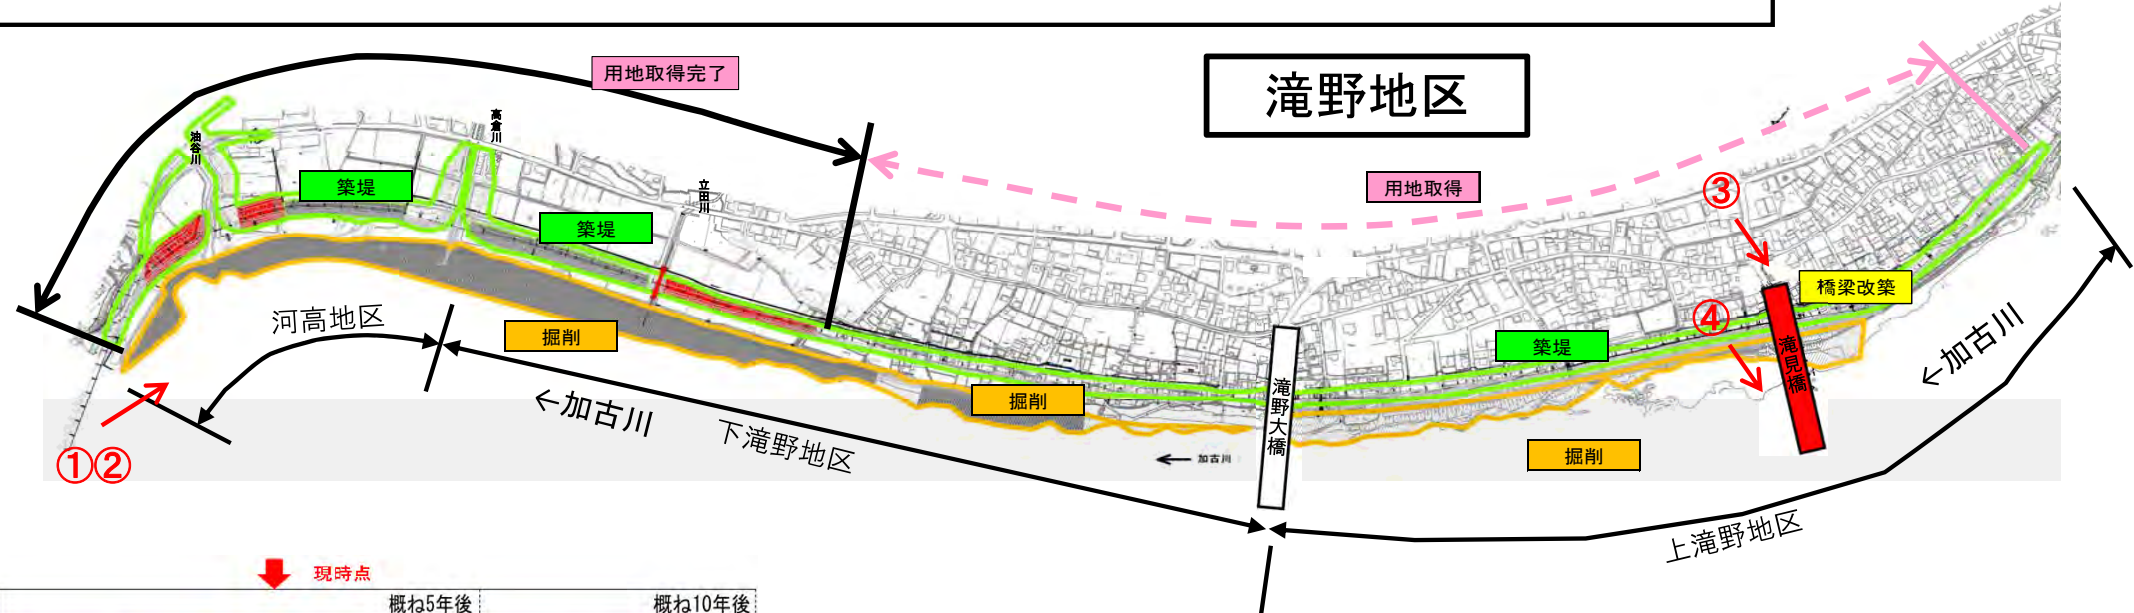 滝野地区
用地取得完了
用地取得
油谷川
高倉川
立田川
築堤
築堤
築堤
③
④
橋梁改築
滝見橋
滝野大橋
河高地区
掘削
掘削
掘削
←加古川
←加古川
← 加古川
下滝野地区
上滝野地区
①②
現時点
概ね5年後
概ね10年後